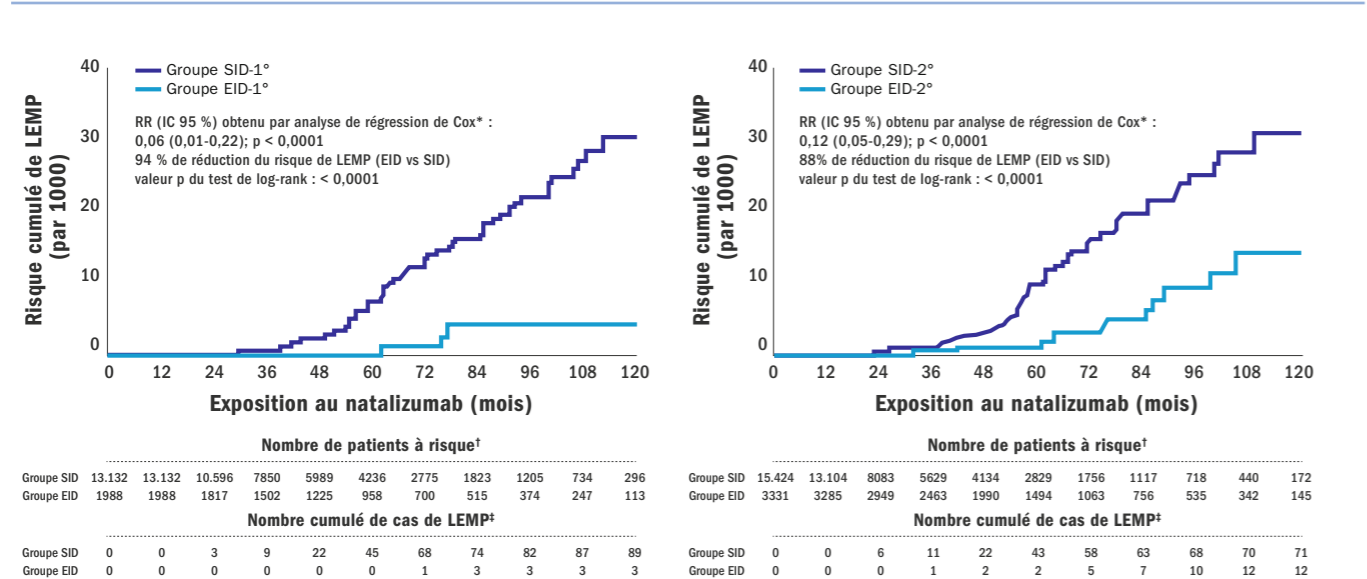 40
30
20
10
0
Risque cumulé de LEMP
(par 1000)
Groupe SID-1°
Groupe EID-1°
RR (IC 95 %) obtenu par analyse de régression de Cox* :
0,06 (0,01-0,22); p < 0,0001
94 % de réduction du risque de LEMP (EID vs SID)
valeur p du test de log-rank : < 0,0001
0 12 24 36 48 60 72 84 96 108 120
Exposition au natalizumab (mois)
Nombre de patients à risque†
Groupe SID 13.132 13.132 10.596 7850 5989 4236 2775 1823 1205 734 296
Groupe EID 1988 1988 1817 1502 1225 958 700 515 374 247 113
Nombre cumulé de cas de LEMP‡
Groupe SID 0 0 3 9 22 45 68 74 82 87 89
Groupe EID 0 0 0 0 0 0 1 3 3 3 3
40
30
20
10
0
Risque cumulé de LEMP
(par 1000)
Groupe SID-2°
Groupe EID-2°
RR (IC 95 %) obtenu par analyse de régression de Cox* :
0,12 (0,05-0,29); p < 0,0001
88% de réduction du risque de LEMP (EID vs SID)
valeur p du test de log-rank : < 0,0001
0 12 24 36 48 60 72 84 96 108 120
Exposition au natalizumab (mois)
Nombre de patients à risque†
Groupe SID 15.424 13.104 8083 5629 4134 2829 1756 1117 718 440 172
Groupe EID 3331 3285 2949 2463 1990 1494 1063 756 535 342 145
Nombre cumulé de cas de LEMP‡
Groupe SID 0 0 6 11 22 43 58 63 68 70 71
Groupe EID 0 0 0 1 2 2 5 7 10 12 12